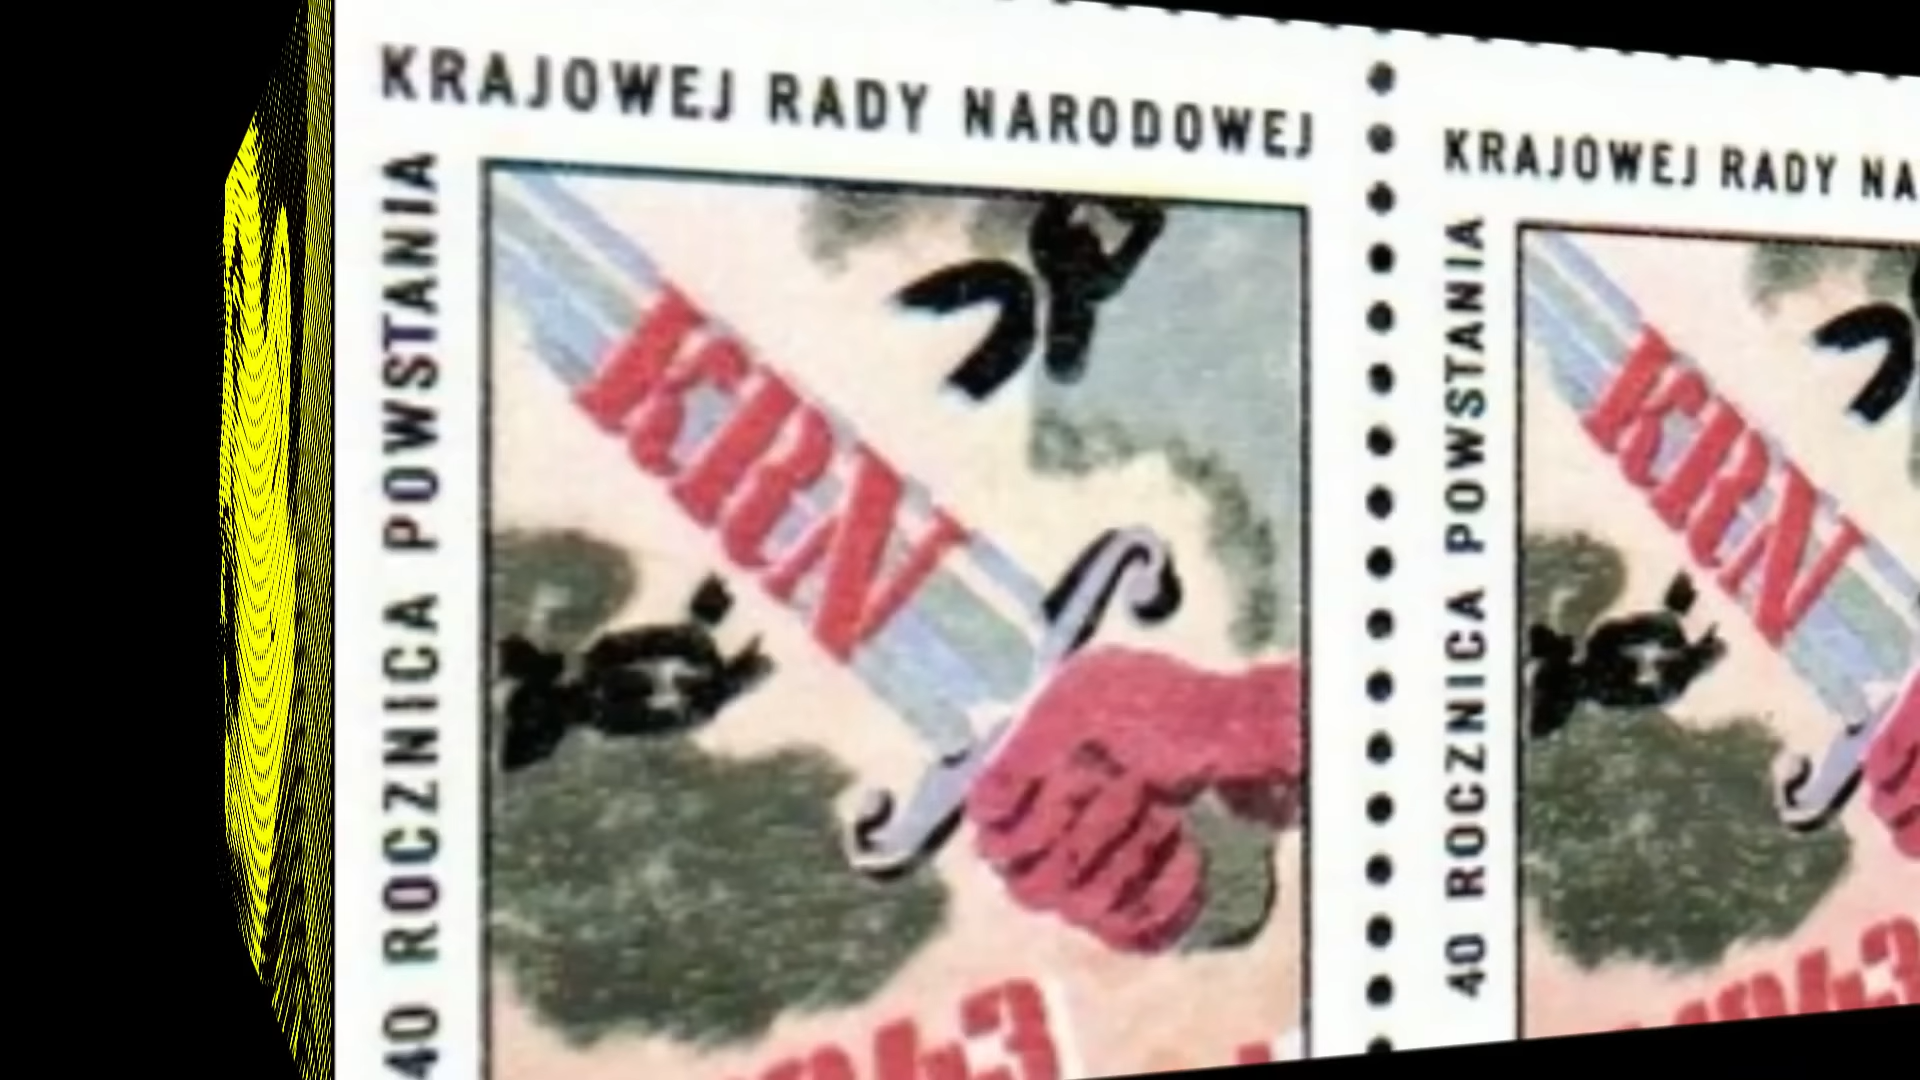 KRAJOWEJ RADY NARODOWEJ
40 ROCZNICA POWSTANIA
KRN
KRAJOWEJ RADY NA
40 ROCZNICA POWSTANIA
KRN